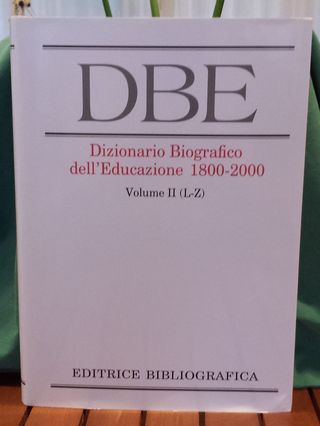 DBE
Dizionario Biografico
dell'Educazione 1800-2000
Volume II (L-Z)
EDITRICE BIBLIOGRAFICA